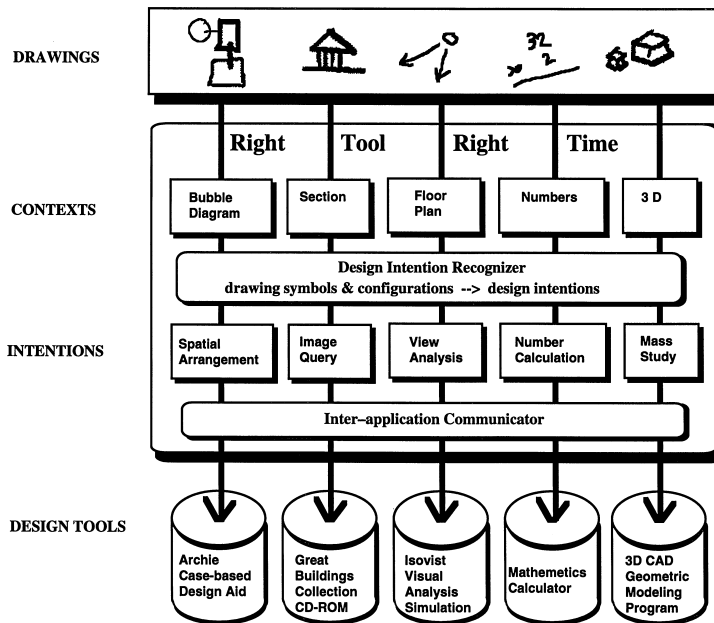 DRAWINGS
32
2
Right Tool Right Time
CONTEXTS
Bubble
Diagram
Section
Floor
Plan
Numbers
3 D
Design Intention Recognizer
drawing symbols & configurations --> design intentions
INTENTIONS
Spatial
Arrangement
Image
Query
View
Analysis
Number
Calculation
Mass
Study
Inter-application Communicator
DESIGN TOOLS
Archie
Case-based
Design Aid
Great
Buildings
Collection
CD-ROM
Isovist
Visual
Analysis
Simulation
Mathemetics
Calculator
3D CAD
Geometric
Modeling
Program